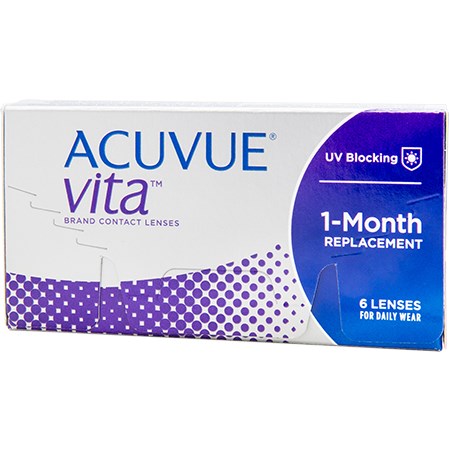 ACUVUE®
vita™
BRAND CONTACT LENSES
UV Blocking
1-Month
REPLACEMENT
6 LENSES
FOR DAILY WEAR